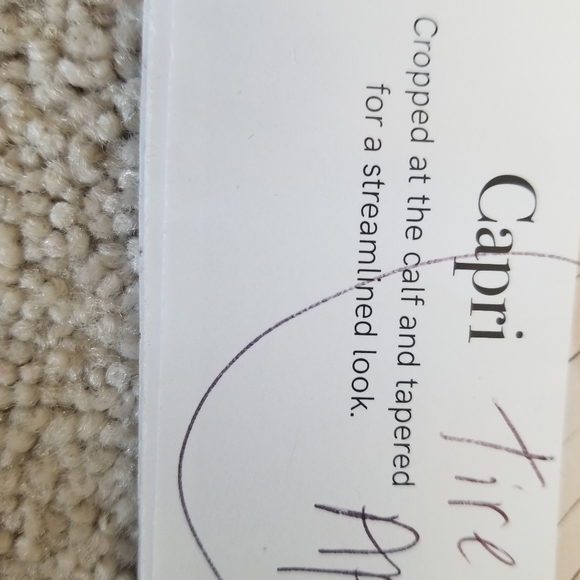 Capri
Cropped at the calf and tapered
for a streamlined look.
tire